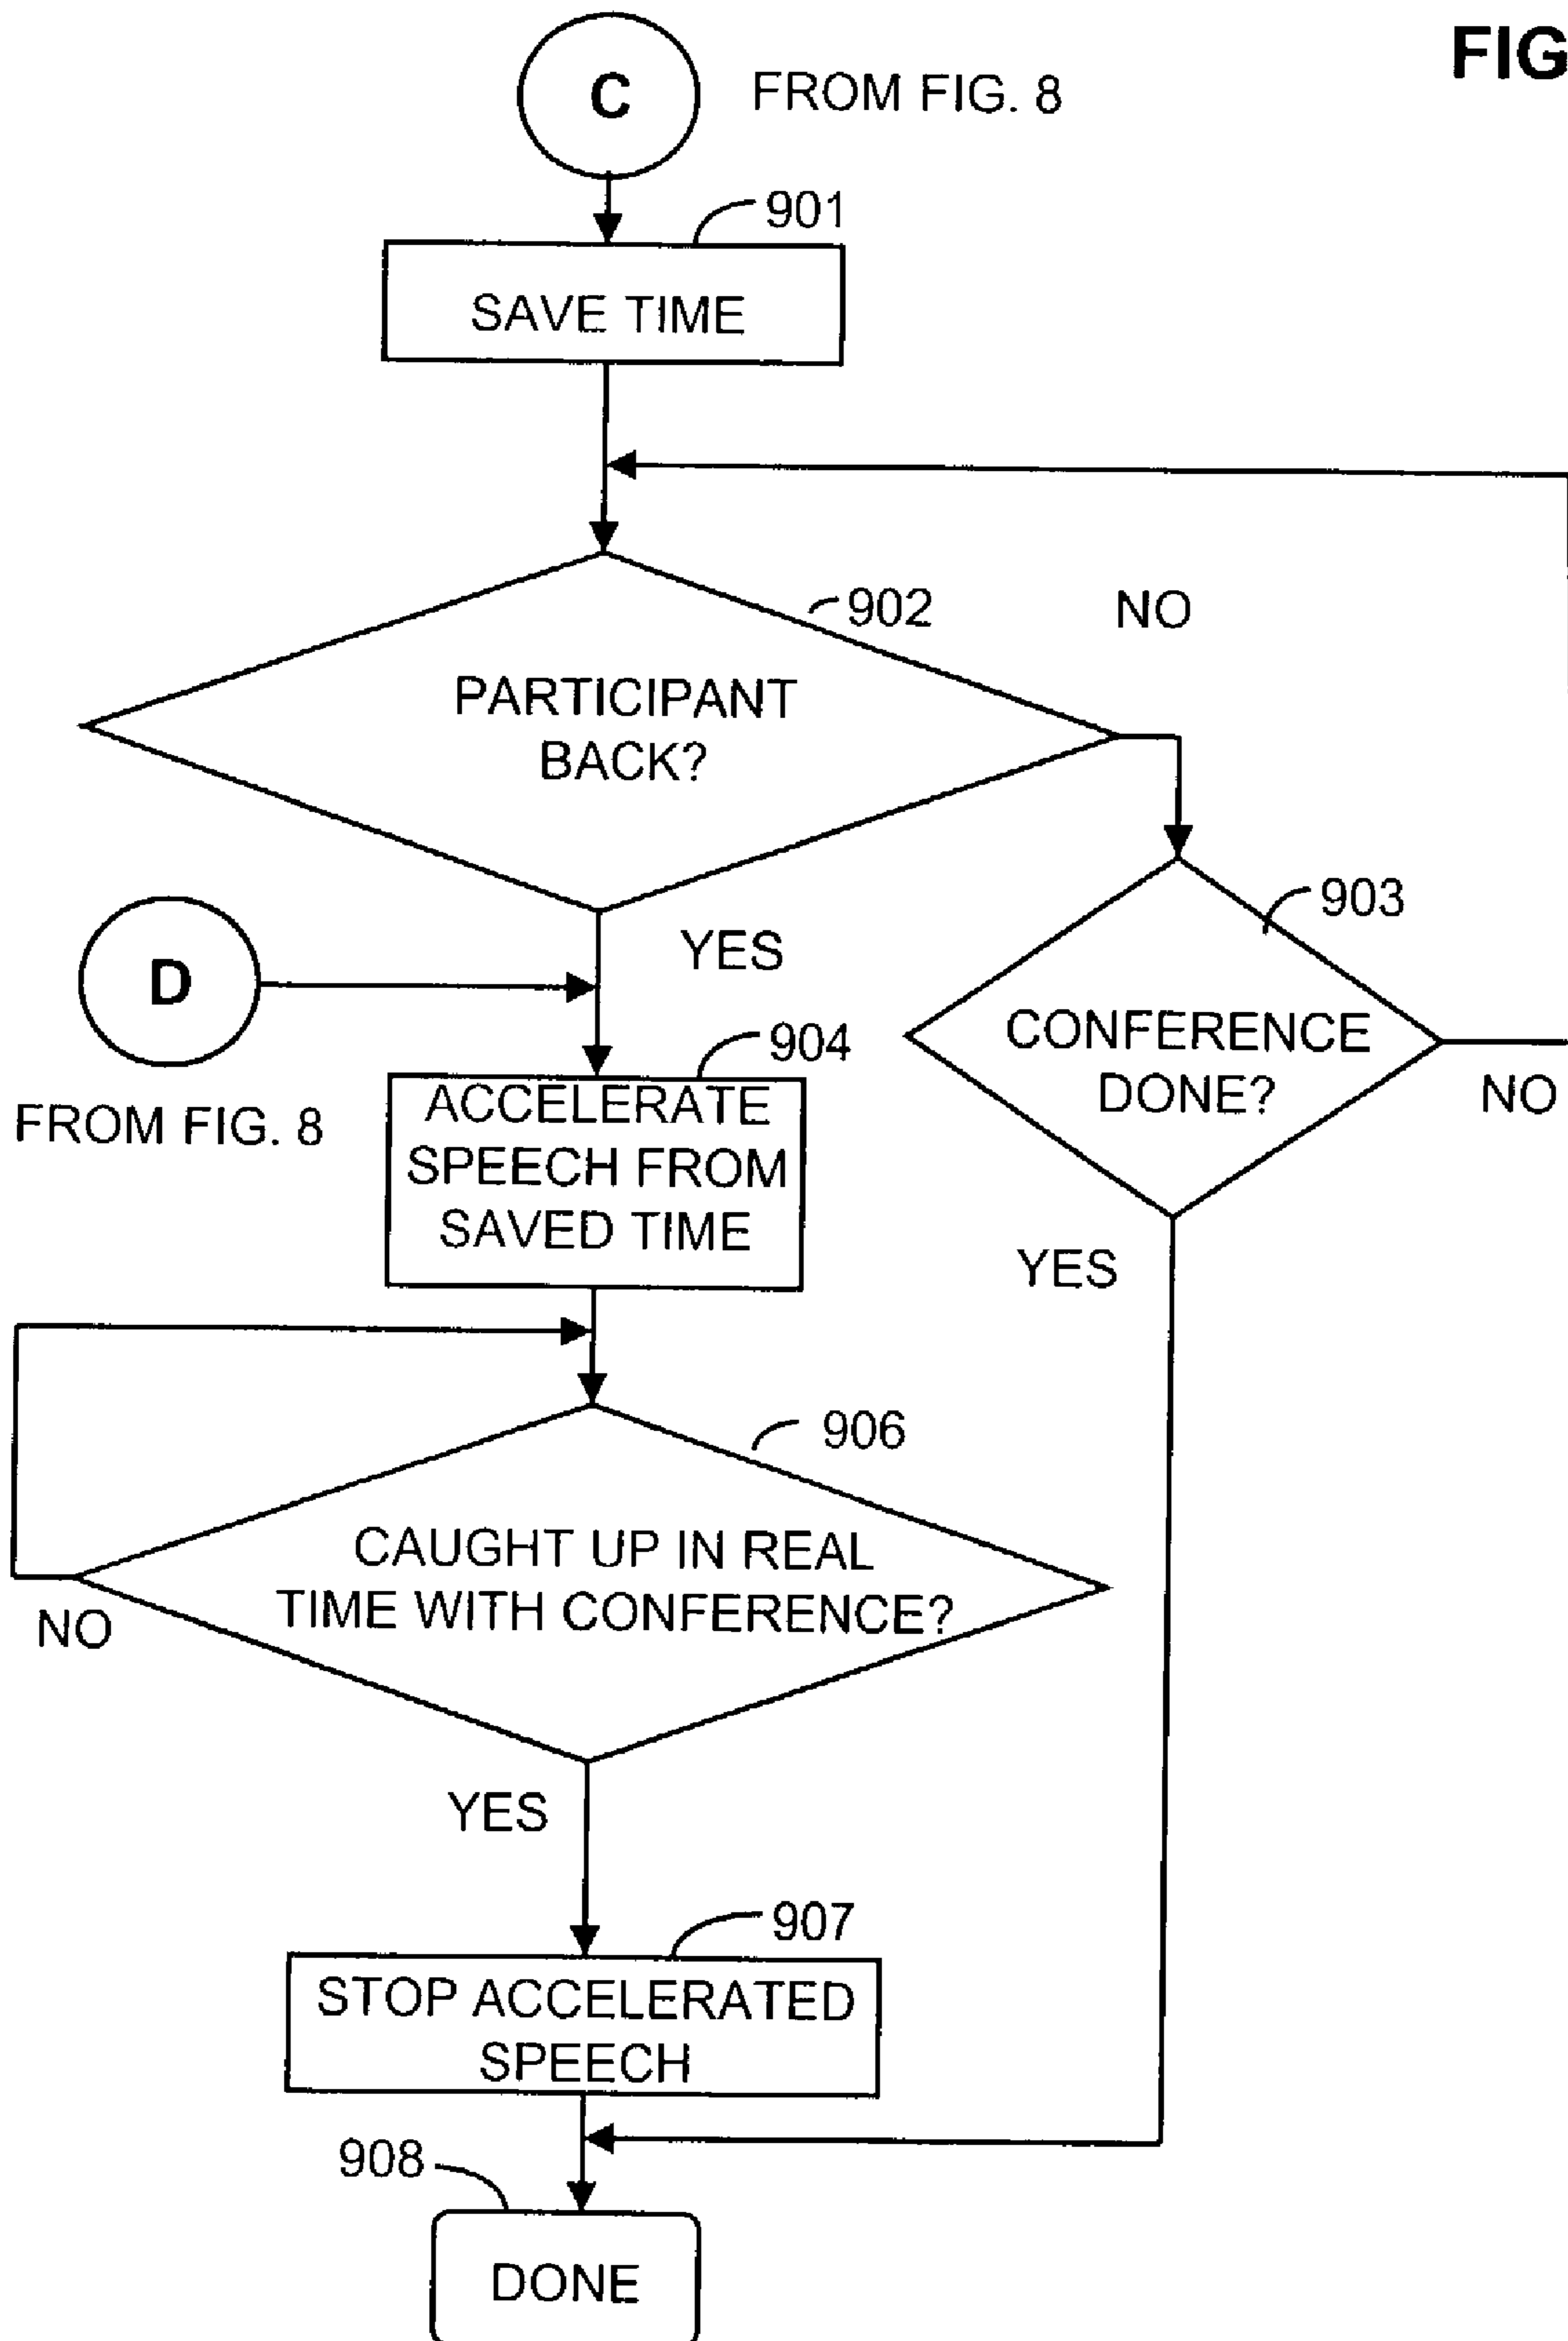 FIG
C
FROM FIG. 8
901
SAVE TIME
902
NO
PARTICIPANT
BACK?
903
YES
D
FROM FIG. 8
CONFERENCE
DONE?
NO
904
ACCELERATE
SPEECH FROM
SAVED TIME
YES
906
CAUGHT UP IN REAL
TIME WITH CONFERENCE?
NO
YES
907
STOP ACCELERATED
SPEECH
908
DONE